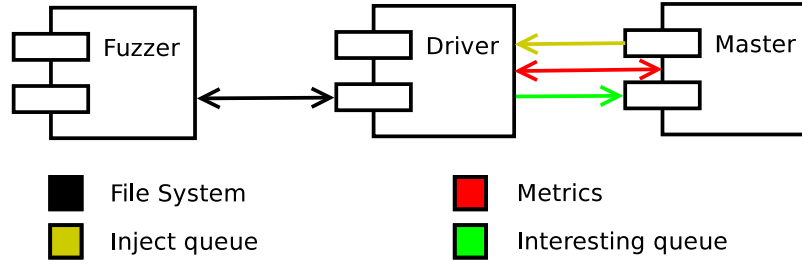 Fuzzer
Driver
Master
File System
Metrics
Inject queue
Interesting queue